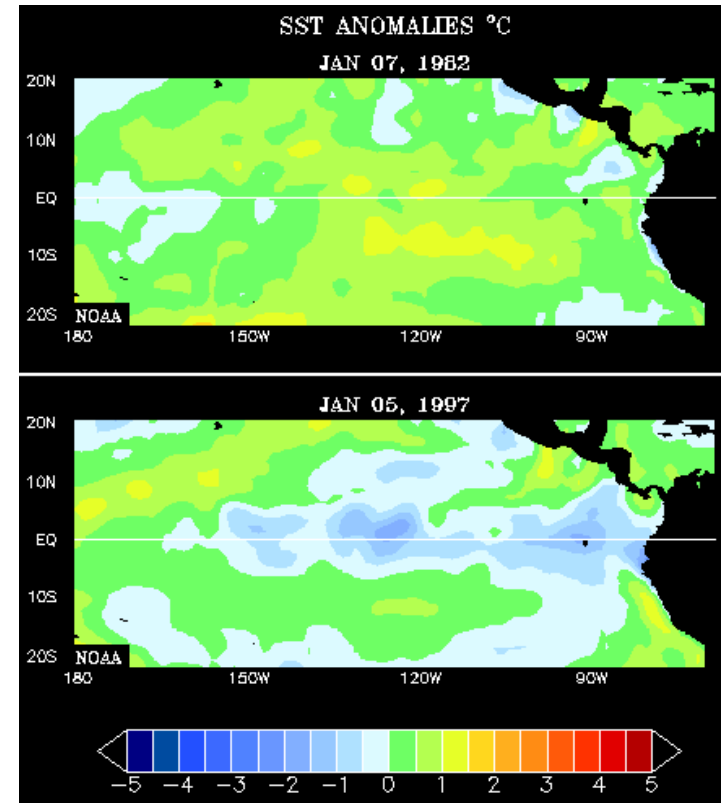 SST ANOMALIES °C
JAN 07, 1982
20N
10N
EQ
10S
20S NOAA
180 150W 120W 90W
JAN 05, 1997
20N
10N
EQ
10S
20S NOAA
180 150W 120W 90W
-5 -4 -3 -2 -1 0 1 2 3 4 5